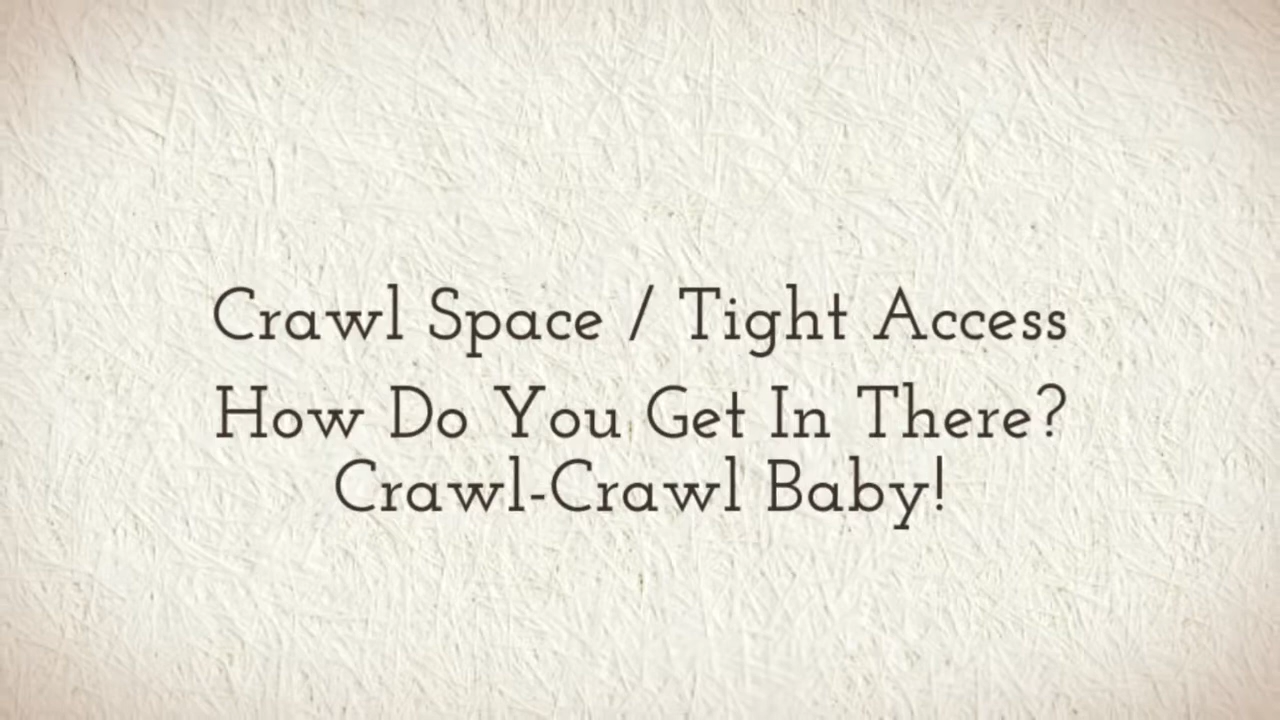 Crawl Space / Tight Access
How Do You Get In There?
Crawl-Crawl Baby!